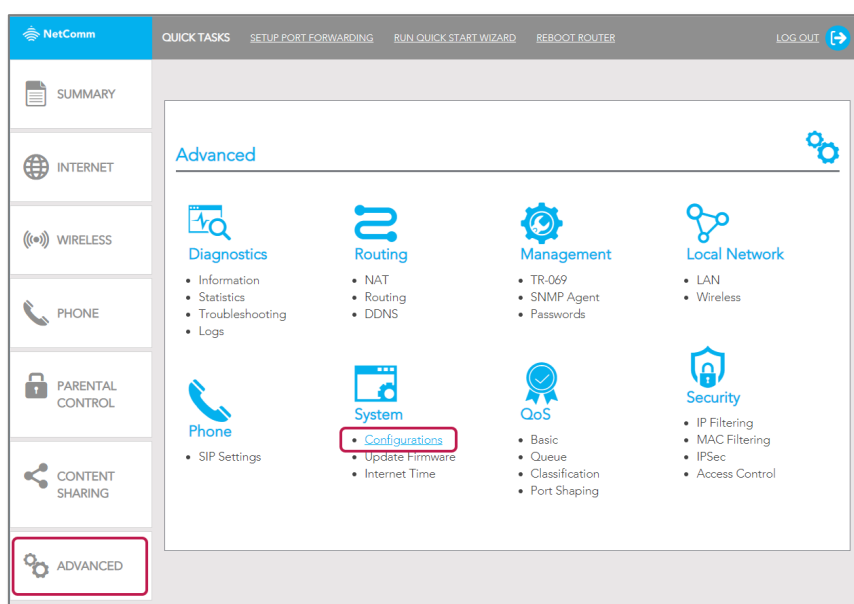 NetComm
QUICK TASKS SETUP PORT FORWARDING RUN QUICK START WIZARD REBOOT ROUTER LOG OUT
SUMMARY
INTERNET
WIRELESS
PHONE
PARENTAL
CONTROL
CONTENT
SHARING
ADVANCED
Advanced
Diagnostics
• Information
• Statistics
• Troubleshooting
• Logs
Routing
• NAT
• Routing
• DDNS
Management
• TR-069
• SNMP Agent
• Passwords
Local Network
• LAN
• Wireless
Phone
• SIP Settings
System
• Configurations
• Update Firmware
• Internet Time
QoS
• Basic
• Queue
• Classification
• Port Shaping
Security
• IP Filtering
• MAC Filtering
• IPSec
• Access Control